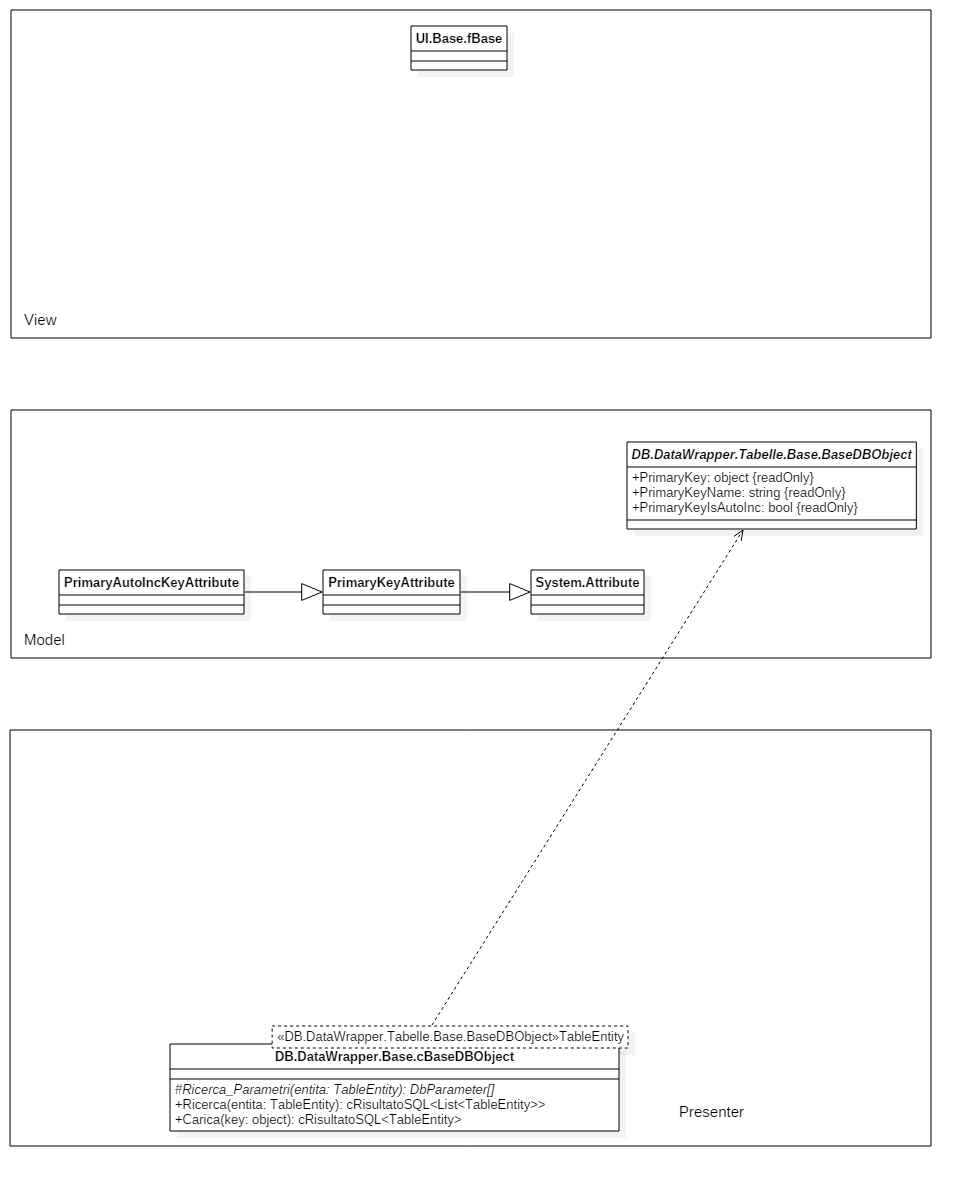 UI.Base.fBase
View
DB.DataWrapper.Tabelle.Base.BaseDBObject
+PrimaryKey: object {readOnly}
+PrimaryKeyName: string {readOnly}
+PrimaryKeyIsAutoInc: bool {readOnly}
PrimaryAutoIncKeyAttribute
PrimaryKeyAttribute
System.Attribute
Model
«DB.DataWrapper.Tabelle.Base.BaseDBObject»TableEntity
DB.DataWrapper.Base.cBaseDBObject
#Ricerca_Parametri(entita: TableEntity): DbParameter[]
+Ricerca(entita: TableEntity): cRisultatoSQL<List<TableEntity>>
+Carica(key: object): cRisultatoSQL<TableEntity>
Presenter